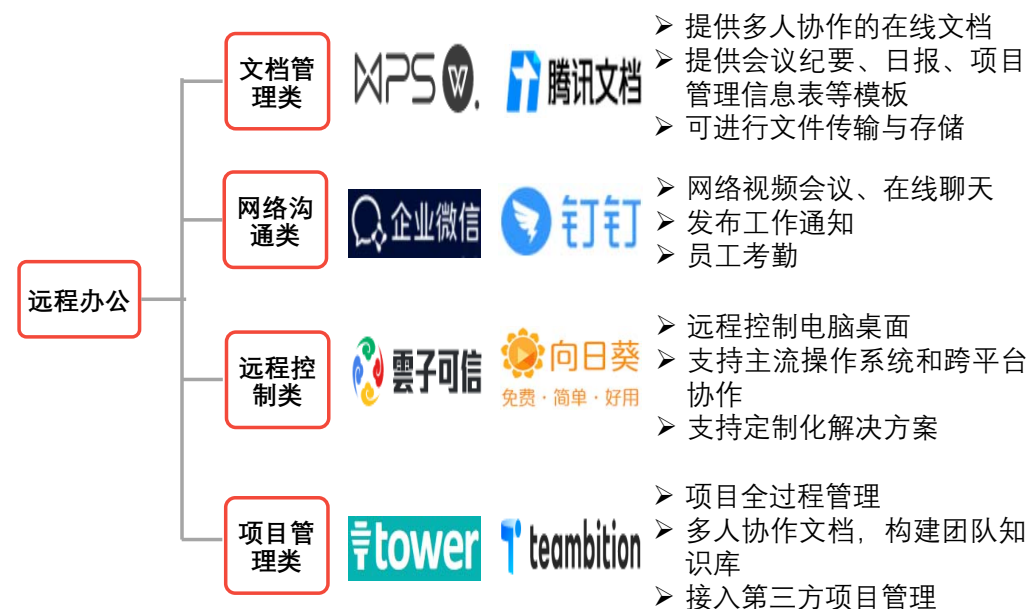 远程办公
文档管
理类
WPS W.
腾讯文档
➢ 提供多人协作的在线文档
➢ 提供会议纪要、日报、项目
管理信息表等模板
➢ 可进行文件传输与存储
网络沟
通类
企业微信
钉钉
➢ 网络视频会议、在线聊天
➢ 发布工作通知
➢ 员工考勤
远程控
制类
雲子可信
向日葵
免费·简单·好用
➢ 远程控制电脑桌面
➢ 支持主流操作系统和跨平台
协作
➢ 支持定制化解决方案
项目管
理类
tower
teambition
➢ 项目全过程管理
➢ 多人协作文档，构建团队知
识库
➢ 接入第三方项目管理